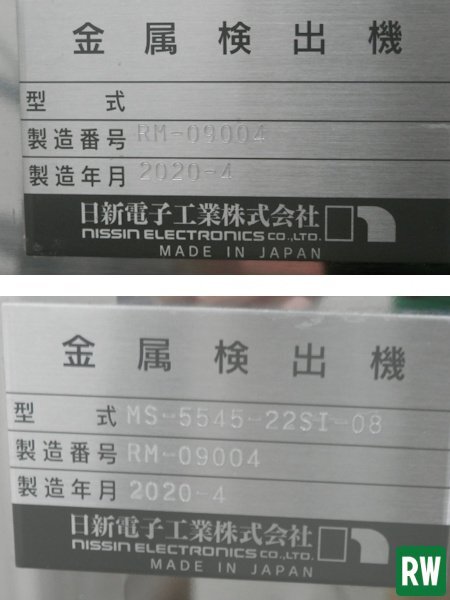 金属検出機
型式
製造番号 RM-09004
製造年月 2020-4
日新電子工業株式会社
NISSIN ELECTRONICS CO.,LTD.
MADE IN JAPAN
金属検出機
型式 MS-5545-22SI-08
製造番号 RM-09004
製造年月 2020-4
日新電子工業株式会社
NISSIN ELECTRONICS CO.,LTD.
MADE IN JAPAN
RW